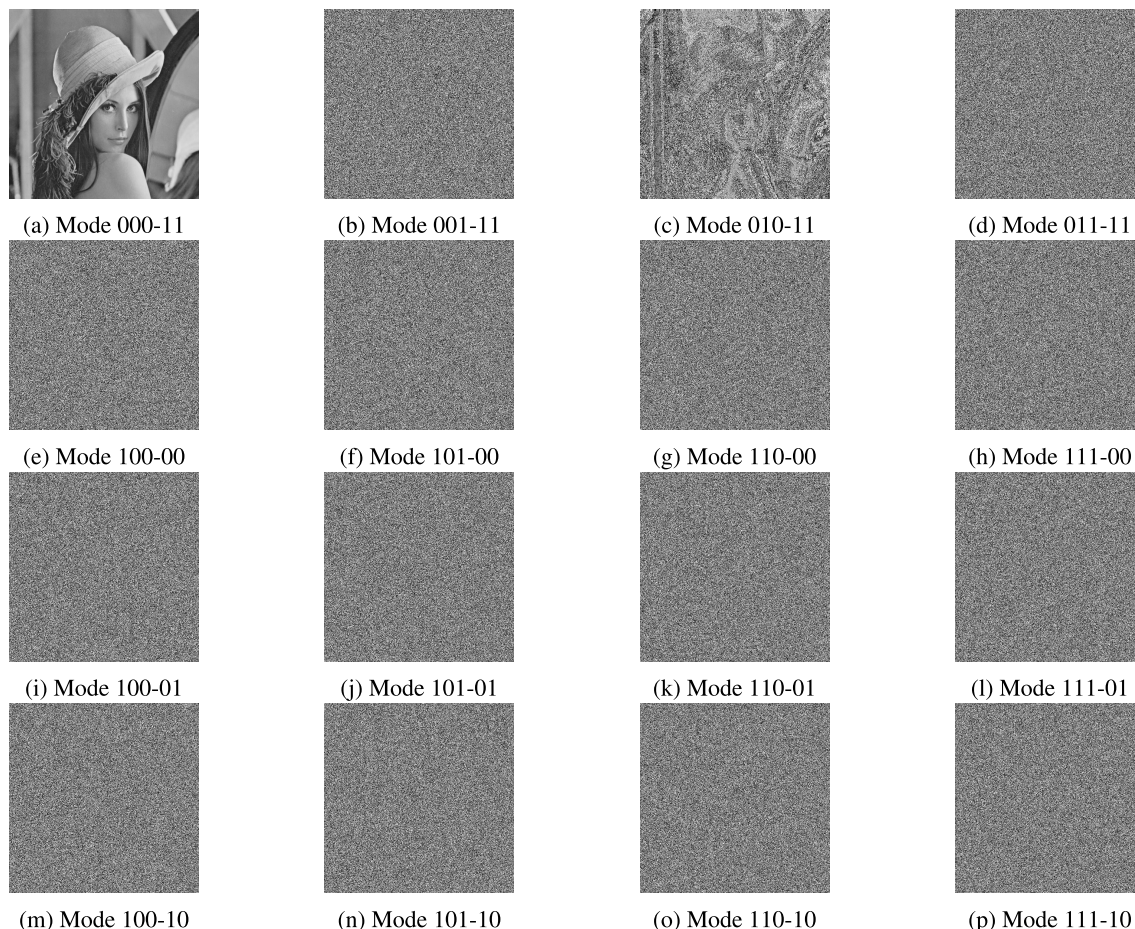 (a) Mode 000-11 (b) Mode 001-11 (c) Mode 010-11 (d) Mode 011-11
(e) Mode 100-00 (f) Mode 101-00 (g) Mode 110-00 (h) Mode 111-00
(i) Mode 100-01 (j) Mode 101-01 (k) Mode 110-01 (l) Mode 111-01
(m) Mode 100-10 (n) Mode 101-10 (o) Mode 110-10 (p) Mode 111-10